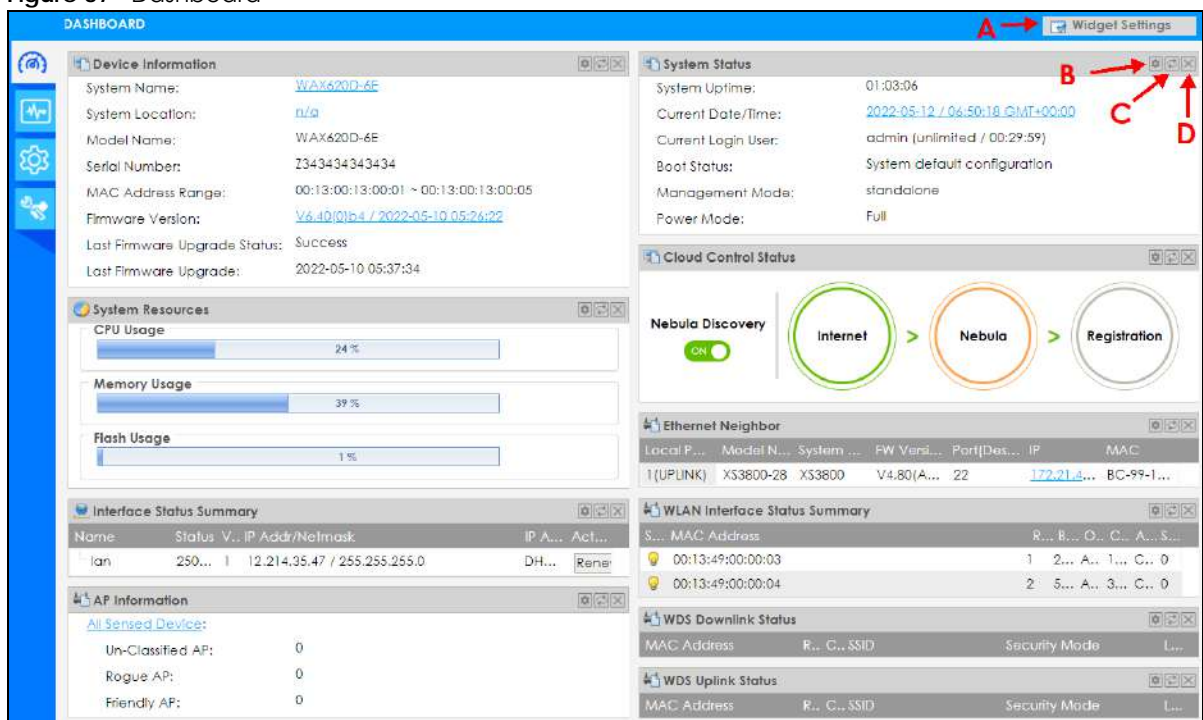 DASHBOARD
A
Widget Settings
Device Information
System Name: WAX620D-6E
System Location: n/a
Model Name: WAX620D-6E
Serial Number: Z343434343434
MAC Address Range: 00:13:00:13:00:01 ~ 00:13:00:13:00:05
Firmware Version: V6.40(0)b4 / 2022-05-10 05:26:22
Last Firmware Upgrade Status: Success
Last Firmware Upgrade: 2022-05-10 05:37:34
System Resources
CPU Usage
24 %
Memory Usage
39 %
Flash Usage
1 %
Interface Status Summary
Name Status V.. IP Addr/Netmask IP A... Act...
lan 250... 1 12.214.35.47 / 255.255.255.0 DH...
AP Information
All Sensed Device:
Un-Classified AP: 0
Rogue AP: 0
Friendly AP: 0
System Status
B
C
D
System Uptime: 01:03:06
Current Date/Time: 2022-05-12 / 06:50:18 GMT+00:00
Current Login User: admin (unlimited / 00:29:59)
Boot Status: System default configuration
Management Mode: standalone
Power Mode: Full
Cloud Control Status
Nebula Discovery
ON
Internet > Nebula > Registration
Ethernet Neighbor
Local P... Model N... System ... FW Versi... Port(Des... IP MAC
1(UPLINK) XS3800-28 XS3800 V4.80(A... 22 172.21.4... BC-99-1...
WLAN Interface Status Summary
S... MAC Address R... B... O.. C.. A... S...
00:13:49:00:00:03 1 2... A.. 1... C.. 0
00:13:49:00:00:04 2 5... A.. 3... C.. 0
WDS Downlink Status
MAC Address R.. C.. SSID Security Mode L...
WDS Uplink Status
MAC Address R.. C.. SSID Security Mode L...